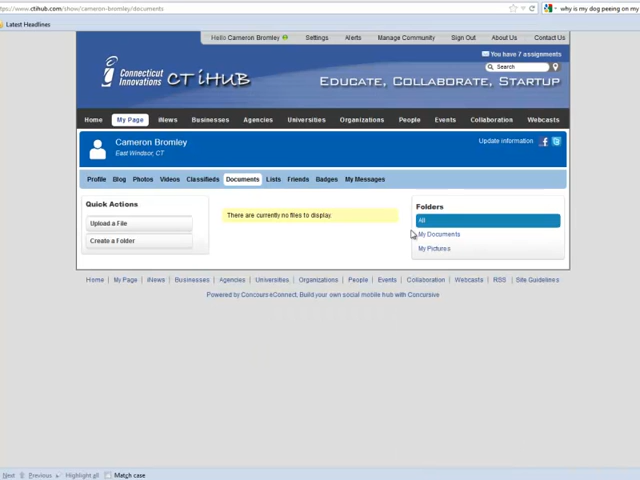 https://www.ctihub.com/show/cameron-bromley/documents
why is my dog peeing on my
Latest Headlines
Hello Cameron Bromley Settings Alerts Manage Community Sign Out About Us Contact Us
You have 7 assignments
Search
Connecticut Innovations CTiHUB
EDUCATE, COLLABORATE, STARTUP
Home My Page iNews Businesses Agencies Universities Organizations People Events Collaboration Webcasts
Cameron Bromley
East Windsor, CT
Update information
Profile Blog Photos Videos Classifieds Documents Lists Friends Badges My Messages
Quick Actions
Upload a File
Create a Folder
There are currently no files to display.
Folders
All
My Documents
My Pictures
Home My Page iNews Businesses Agencies Universities Organizations People Events Collaboration Webcasts RSS Site Guidelines
Powered by Concourse eConnect, Build your own social mobile hub with Concursive
Next Previous Highlight all Match case